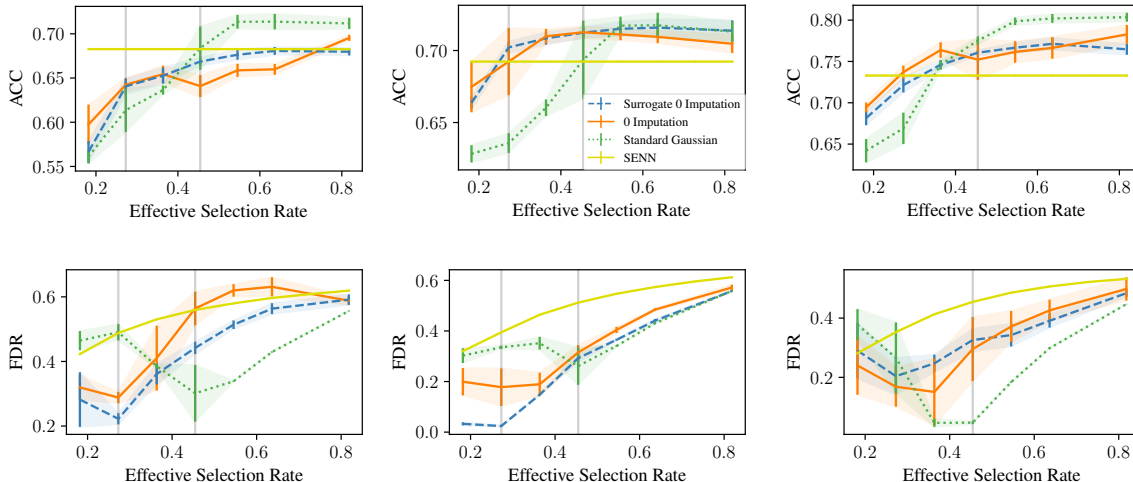 0.70
0.65
0.60
0.55
ACC
0.2 0.4 0.6 0.8
Effective Selection Rate
0.70
0.65
ACC
Surrogate 0 Imputation
0 Imputation
Standard Gaussian
SENN
0.2 0.4 0.6 0.8
Effective Selection Rate
0.80
0.75
0.70
0.65
ACC
0.2 0.4 0.6 0.8
Effective Selection Rate
0.6
0.4
0.2
FDR
0.2 0.4 0.6 0.8
Effective Selection Rate
0.6
0.4
0.2
0.0
FDR
0.2 0.4 0.6 0.8
Effective Selection Rate
0.4
0.2
FDR
0.2 0.4 0.6 0.8
Effective Selection Rate